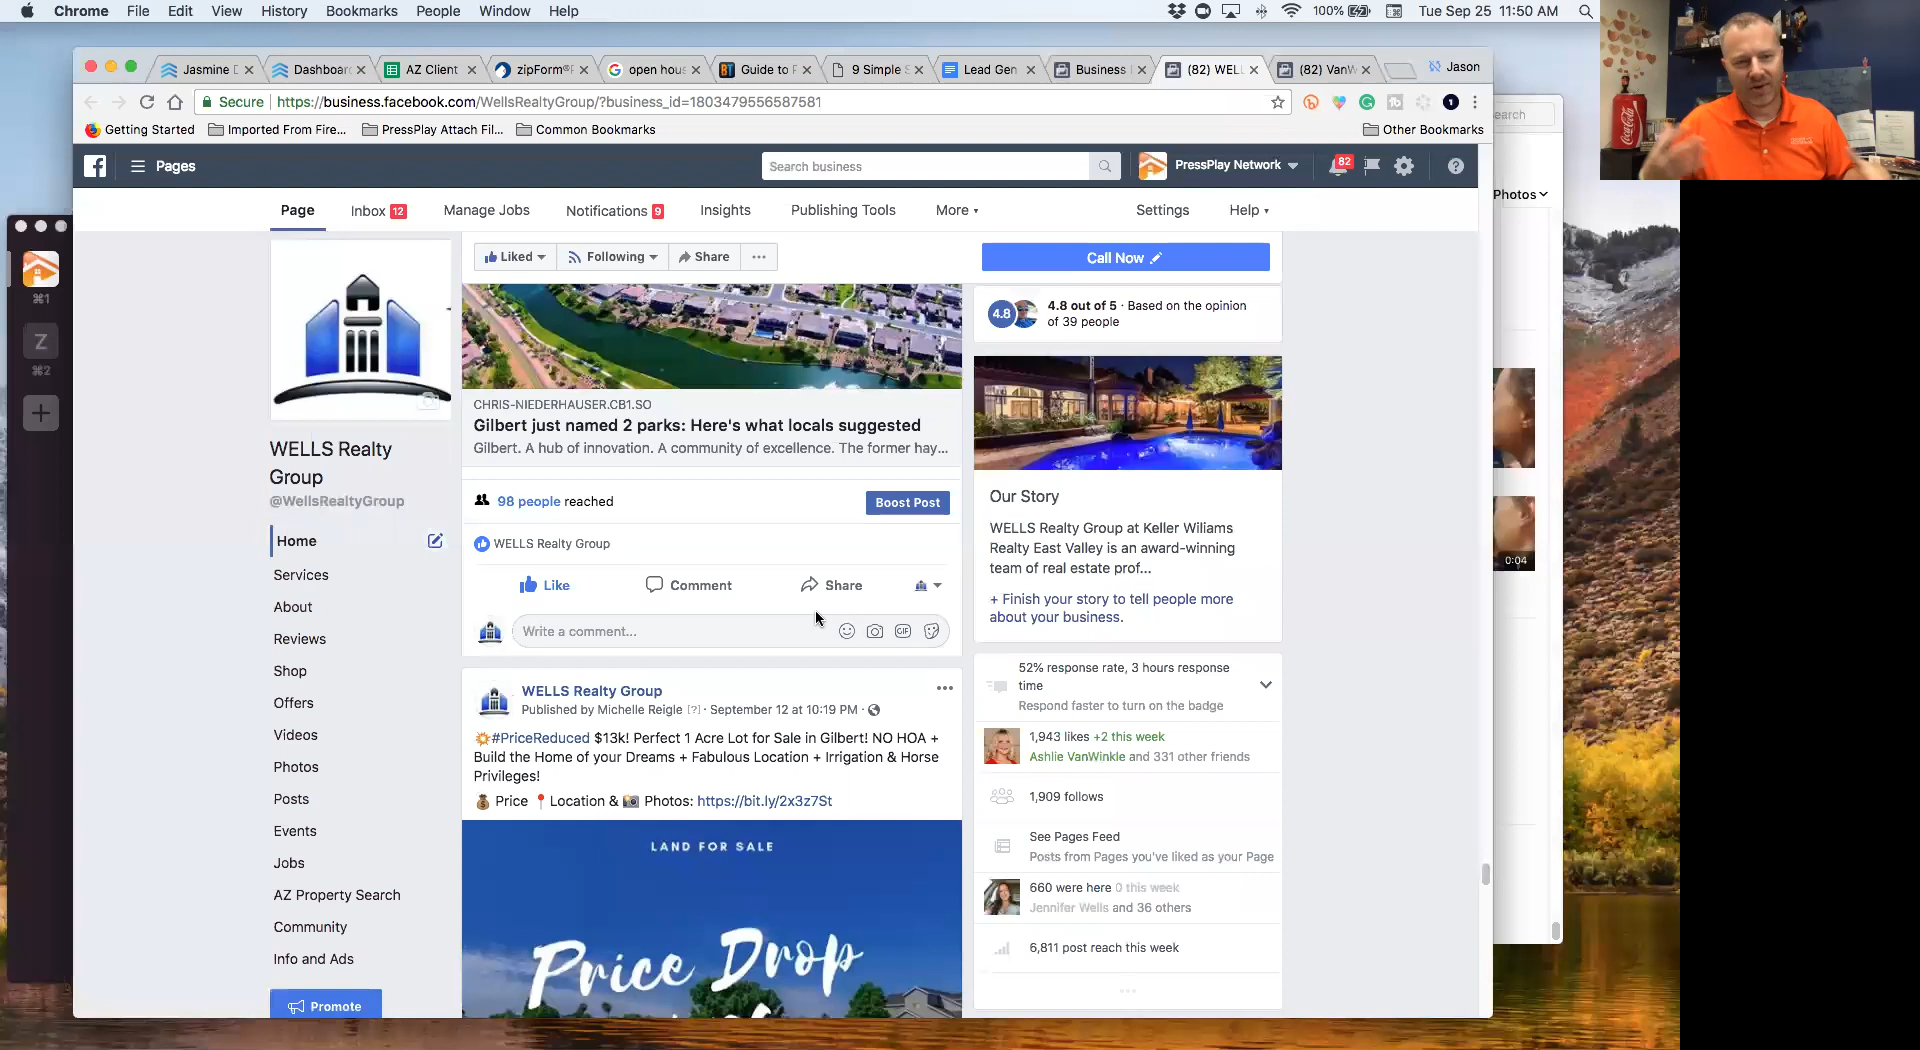 Chrome File Edit View History Bookmarks People Window Help
100% Tue Sep 25 11:50 AM
Jasmine
Dashboar
AZ Client
zipForm®
open hou
Guide to
9 Simple S
Lead Gen
Business
(82) WEL
(82) VanW
Jason
Secure https://business.facebook.com/WellsRealtyGroup/?business_id=1803479556587581
Getting Started Imported From Fire... PressPlay Attach Fil... Common Bookmarks Other Bookmarks
Pages
Search business
PressPlay Network
82
Page Inbox 12 Manage Jobs Notifications 9 Insights Publishing Tools More Settings Help
Liked Following Share ...
Call Now
Photos
⌘1
Z
⌘2
WELLS Realty
Group
@WellsRealtyGroup
Home
Services
About
Reviews
Shop
Offers
Videos
Photos
Posts
Events
Jobs
AZ Property Search
Community
Info and Ads
Promote
CHRIS-NIEDERHAUSER.CB1.SO
Gilbert just named 2 parks: Here's what locals suggested
Gilbert. A hub of innovation. A community of excellence. The former hay...
98 people reached
Boost Post
WELLS Realty Group
Like Comment Share
Write a comment...
GIF
WELLS Realty Group
Published by Michelle Reigle [?] · September 12 at 10:19 PM ·
#PriceReduced $13k! Perfect 1 Acre Lot for Sale in Gilbert! NO HOA +
Build the Home of your Dreams + Fabulous Location + Irrigation & Horse
Privileges!
Price Location & Photos: https://bit.ly/2x3z7St
LAND FOR SALE
Price Drop
4.8
4.8 out of 5 · Based on the opinion
of 39 people
Our Story
WELLS Realty Group at Keller Wiliams
Realty East Valley is an award-winning
team of real estate prof...
+ Finish your story to tell people more
about your business.
52% response rate, 3 hours response
time
Respond faster to turn on the badge
1,943 likes +2 this week
Ashlie VanWinkle and 331 other friends
1,909 follows
See Pages Feed
Posts from Pages you've liked as your Page
660 were here 0 this week
Jennifer Wells and 36 others
6,811 post reach this week
0:04
Coca-Cola